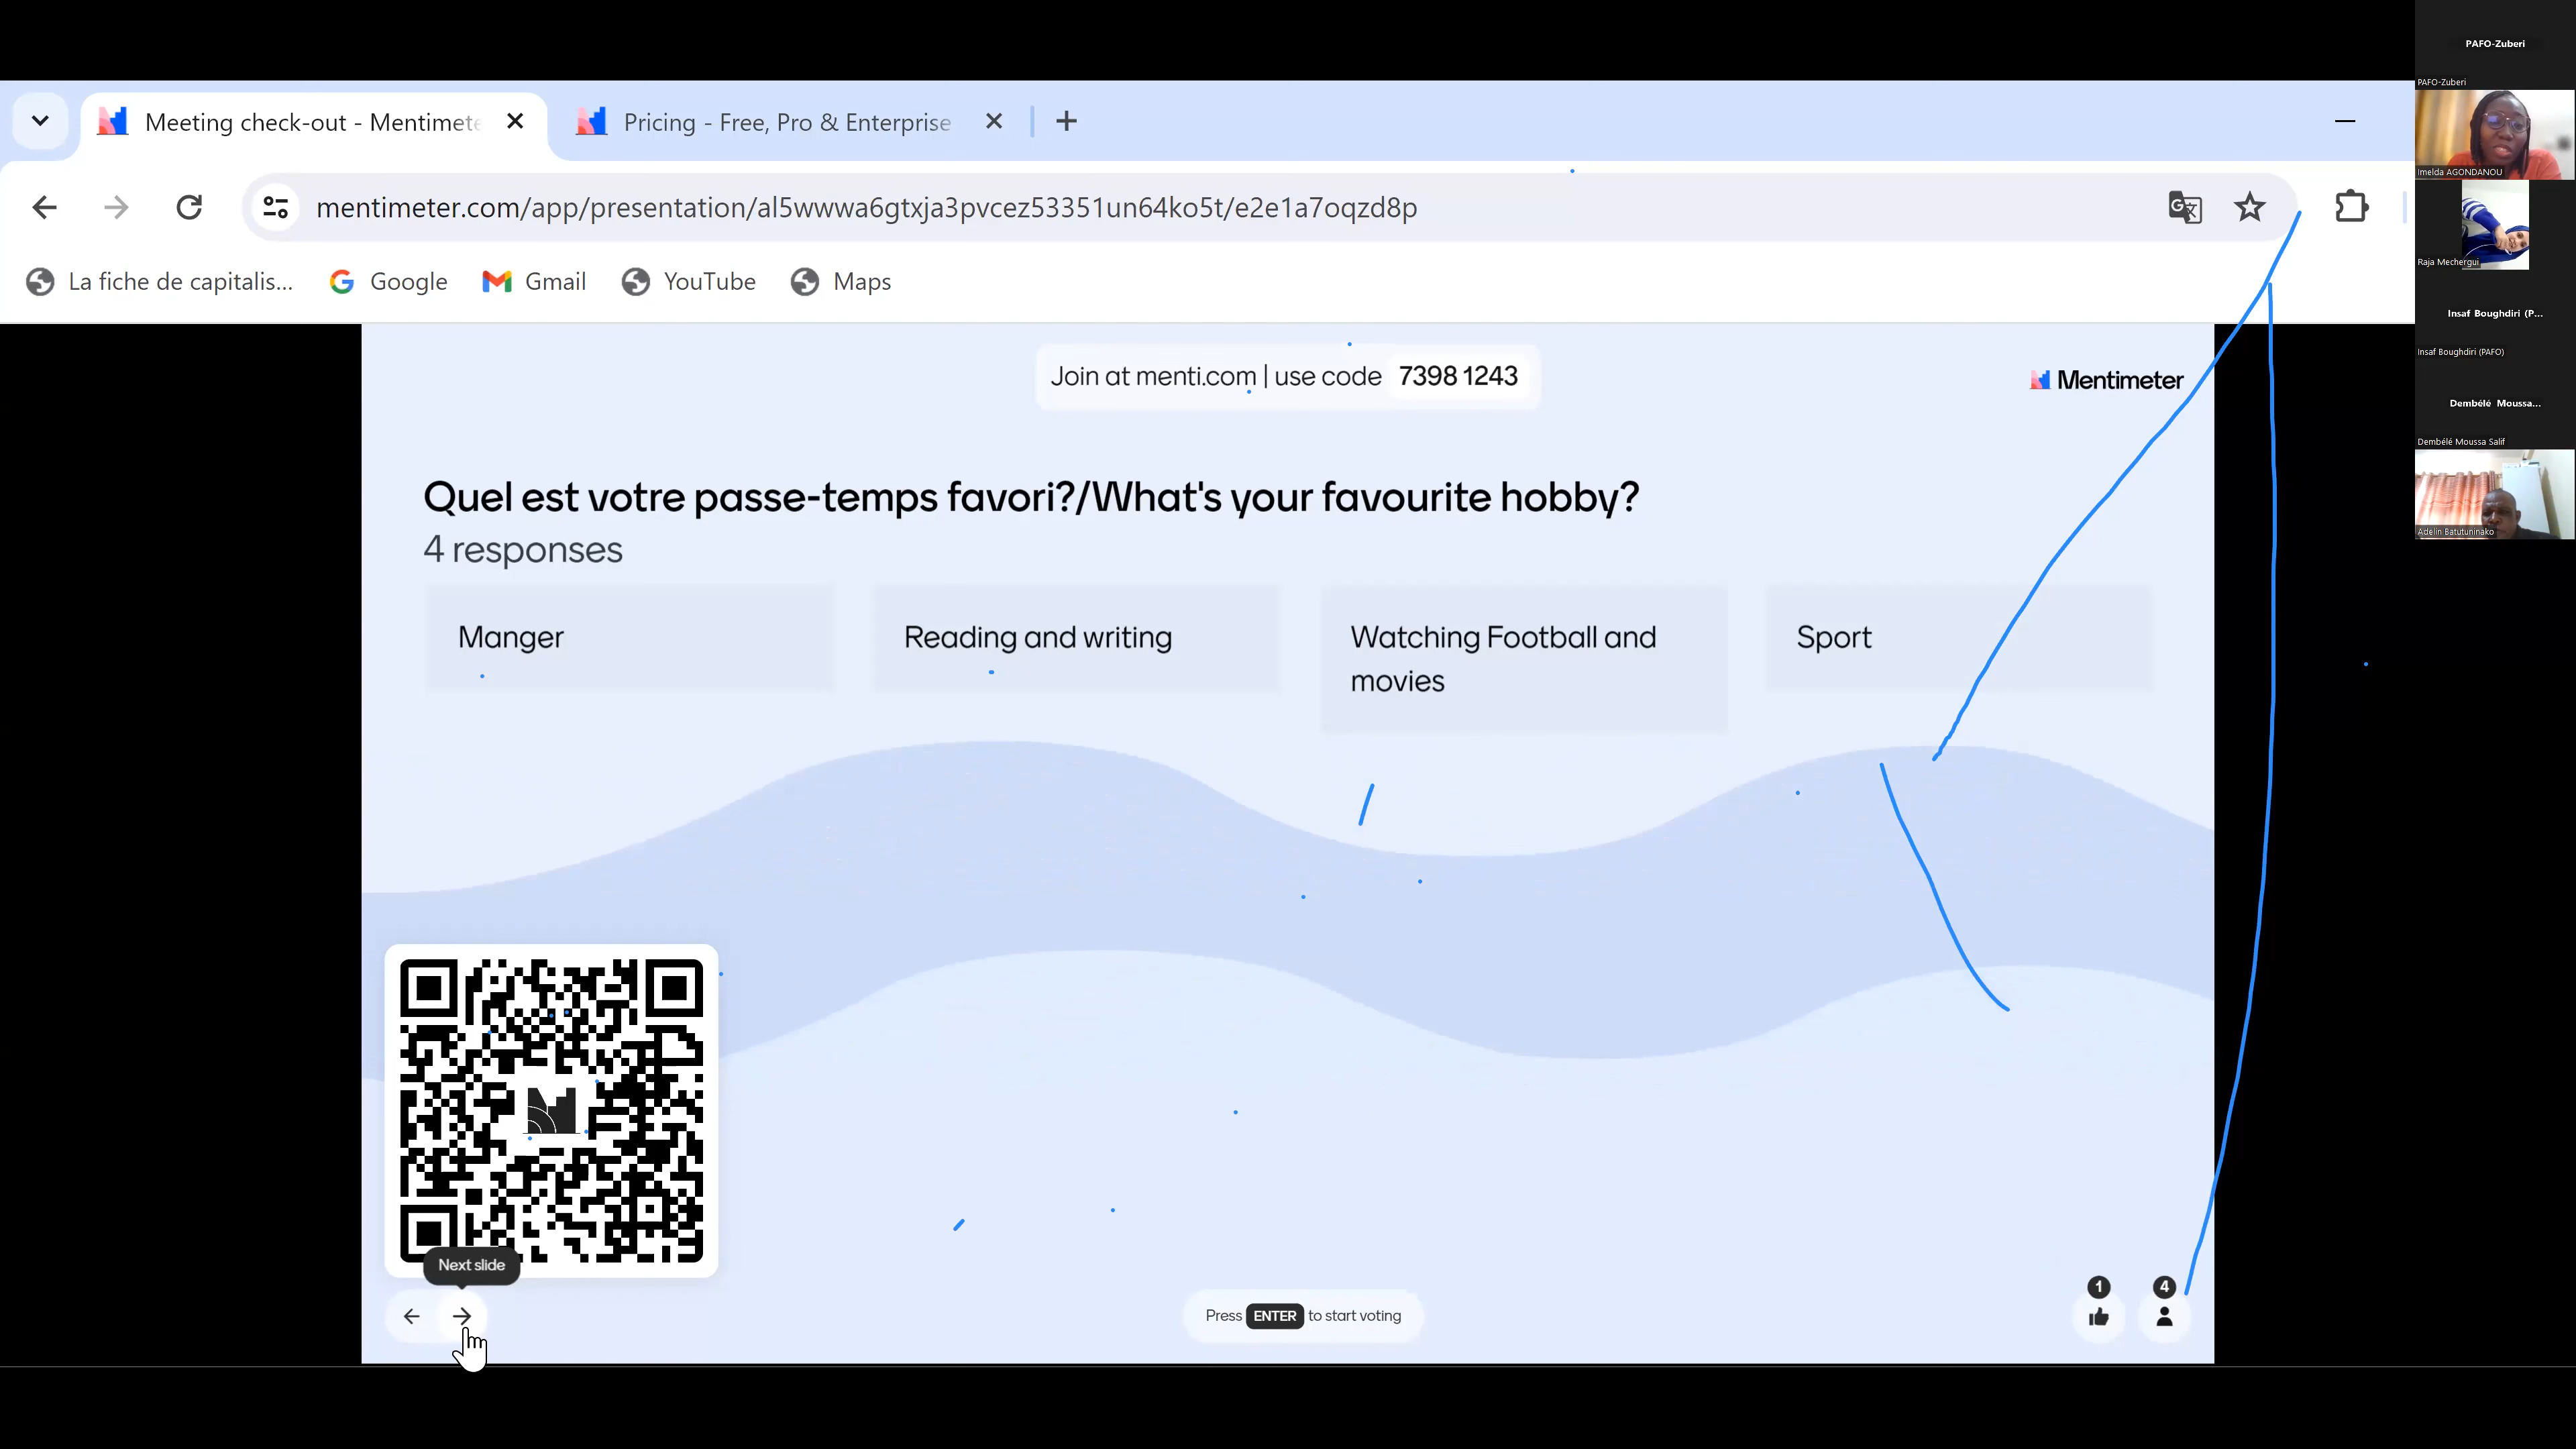 Meeting check-out - Mentimete
Pricing - Free, Pro & Enterprise
mentimeter.com/app/presentation/al5wwwa6gtxja3pvcez53351un64ko5t/e2e1a7oqzd8p
La fiche de capitalis...
Google
Gmail
YouTube
Maps
Join at menti.com | use code 7398 1243
Mentimeter
Quel est votre passe-temps favori?/What's your favourite hobby?
4 responses
Manger
Reading and writing
Watching Football and
movies
Sport
Next slide
Press ENTER to start voting
1
4
PAFO-Zuberi
PAFO-Zuberi
Imelda AGONDANOU
Raja Mechergui
Insaf Boughdiri (P...
Insaf Boughdiri (PAFO)
Dembélé Moussa...
Dembélé Moussa Salif
Adelin Batutuninako